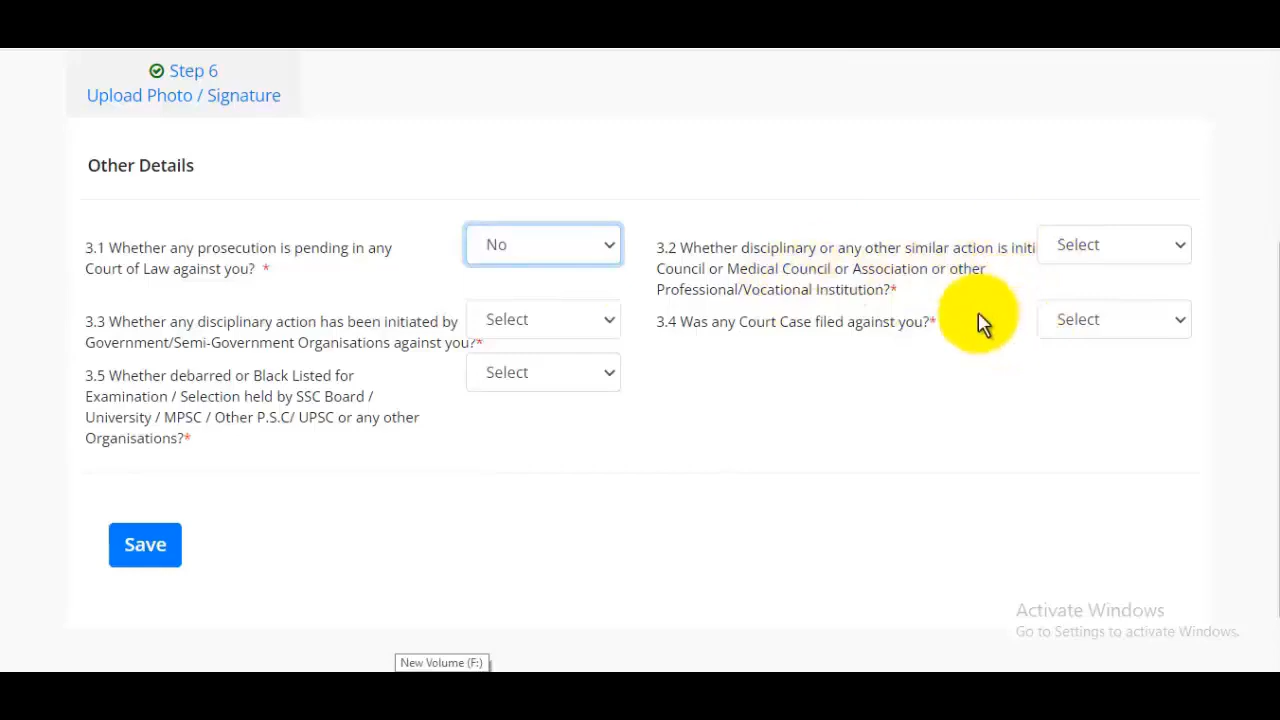 Step 6
Upload Photo / Signature
Other Details
3.1 Whether any prosecution is pending in any
Court of Law against you? *
No
3.2 Whether disciplinary or any other similar action is initi
Council or Medical Council or Association or other
Professional/Vocational Institution?*
Select
3.3 Whether any disciplinary action has been initiated by
Government/Semi-Government Organisations against you?*
Select
3.4 Was any Court Case filed against you?*
Select
3.5 Whether debarred or Black Listed for
Examination / Selection held by SSC Board /
University / MPSC / Other P.S.C/ UPSC or any other
Organisations?*
Select
Save
Activate Windows
Go to Settings to activate Windows.
New Volume (F:)